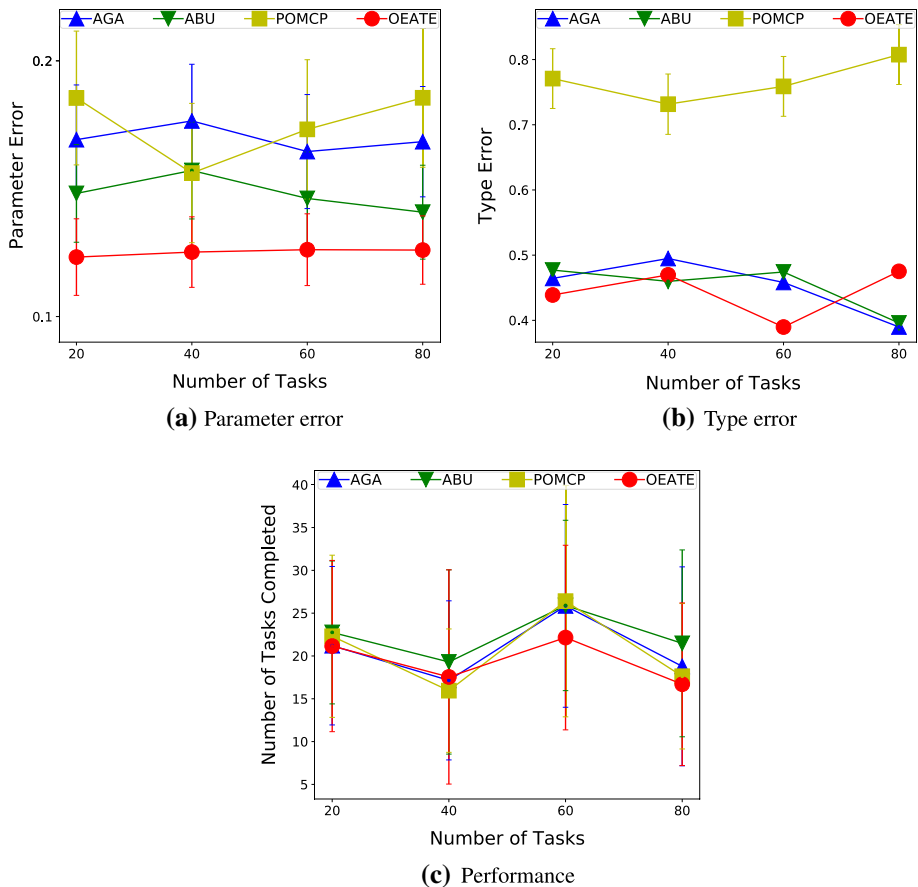 AGA ABU POMCP OEATE
0.2
0.1
Parameter Error
20 40 60 80
Number of Tasks
(a) Parameter error
AGA ABU POMCP OEATE
0.8
0.7
0.6
0.5
0.4
Type Error
20 40 60 80
Number of Tasks
(b) Type error
AGA ABU POMCP OEATE
40
35
30
25
20
15
10
5
Number of Tasks Completed
20 40 60 80
Number of Tasks
(c) Performance